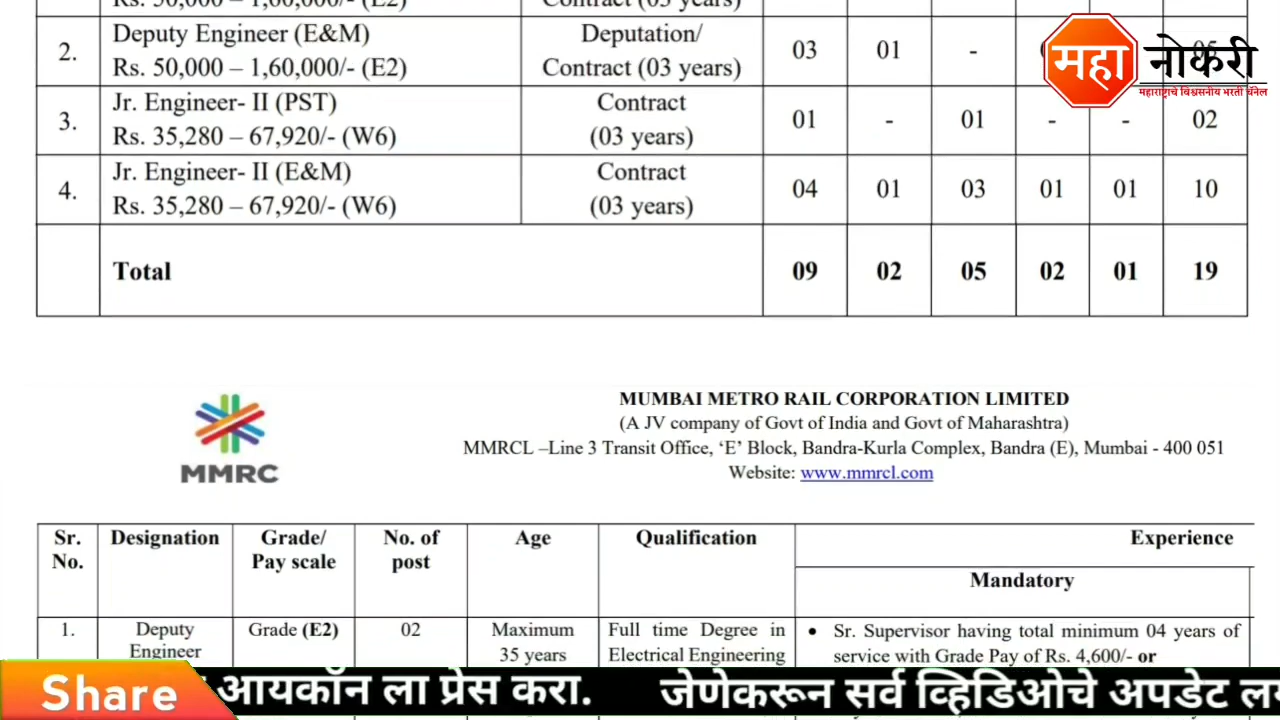 Rs. 50,000 – 1,60,000/- (E2) Contract (03 years)
2. Deputy Engineer (E&M) Deputation/ 03 01 - 05
Rs. 50,000 – 1,60,000/- (E2) Contract (03 years)
महा नोकरी
महाराष्ट्राचे विश्वसनीय भरती चॅनेल
3. Jr. Engineer- II (PST) Contract 01 - 01 - - 02
Rs. 35,280 – 67,920/- (W6) (03 years)
4. Jr. Engineer- II (E&M) Contract 04 01 03 01 01 10
Rs. 35,280 – 67,920/- (W6) (03 years)
Total 09 02 05 02 01 19
MUMBAI METRO RAIL CORPORATION LIMITED
(A JV company of Govt of India and Govt of Maharashtra)
MMRCL –Line 3 Transit Office, ‘E’ Block, Bandra-Kurla Complex, Bandra (E), Mumbai - 400 051
Website: www.mmrcl.com
MMRC
Sr. Designation Grade/ No. of Age Qualification Experience
No. Pay scale post
Mandatory
1. Deputy Grade (E2) 02 Maximum Full time Degree in • Sr. Supervisor having total minimum 04 years of
Engineer 35 years Electrical Engineering service with Grade Pay of Rs. 4,600/- or
Share आयकॉन ला प्रेस करा. जेणेकरून सर्व व्हिडिओचे अपडेट